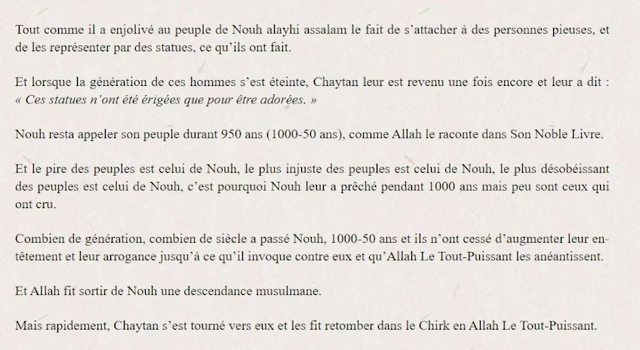 Tout comme il a enjolivé au peuple de Nouh alayhi assalam le fait de s'attacher à des personnes pieuses, et
de les représenter par des statues, ce qu'ils ont fait.
Et lorsque la génération de ces hommes s'est éteinte, Chaytan leur est revenu une fois encore et leur a dit :
« Ces statues n'ont été érigées que pour être adorées. »
Nouh resta appeler son peuple durant 950 ans (1000-50 ans), comme Allah le raconte dans Son Noble Livre.
Et le pire des peuples est celui de Nouh, le plus injuste des peuples est celui de Nouh, le plus désobéissant
des peuples est celui de Nouh, c'est pourquoi Nouh leur a prêché pendant 1000 ans mais peu sont ceux qui
ont cru.
Combien de génération, combien de siècle a passé Nouh, 1000-50 ans et ils n'ont cessé d'augmenter leur en-
têtement et leur arrogance jusqu'à ce qu'il invoque contre eux et qu'Allah Le Tout-Puissant les anéantissent.
Et Allah fit sortir de Nouh une descendance musulmane.
Mais rapidement, Chaytan s'est tourné vers eux et les fit retomber dans le Chirk en Allah Le Tout-Puissant.